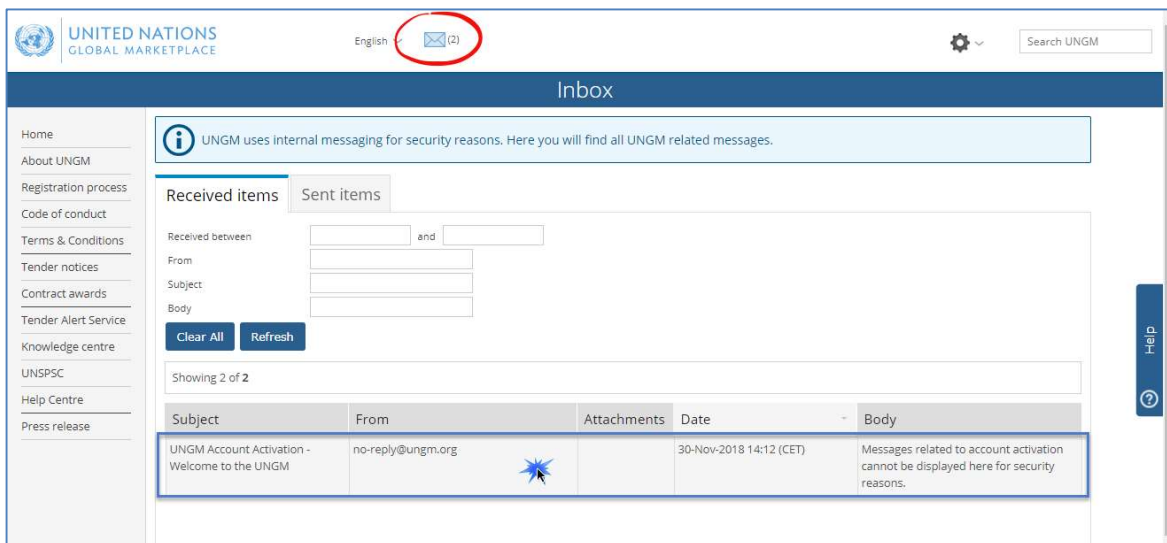 UNITED NATIONS
GLOBAL MARKETPLACE
English
(2)
Search UNGM
Inbox
Home
About UNGM
Registration process
Code of conduct
Terms & Conditions
Tender notices
Contract awards
Tender Alert Service
Knowledge centre
UNSPSC
Help Centre
Press release
UNGM uses internal messaging for security reasons. Here you will find all UNGM related messages.
Received items Sent items
Received between and
From
Subject
Body
Clear All Refresh
Showing 2 of 2
Subject From Attachments Date Body
UNGM Account Activation - no-reply@ungm.org 30-Nov-2018 14:12 (CET) Messages related to account activation
Welcome to the UNGM cannot be displayed here for security
reasons.
Help